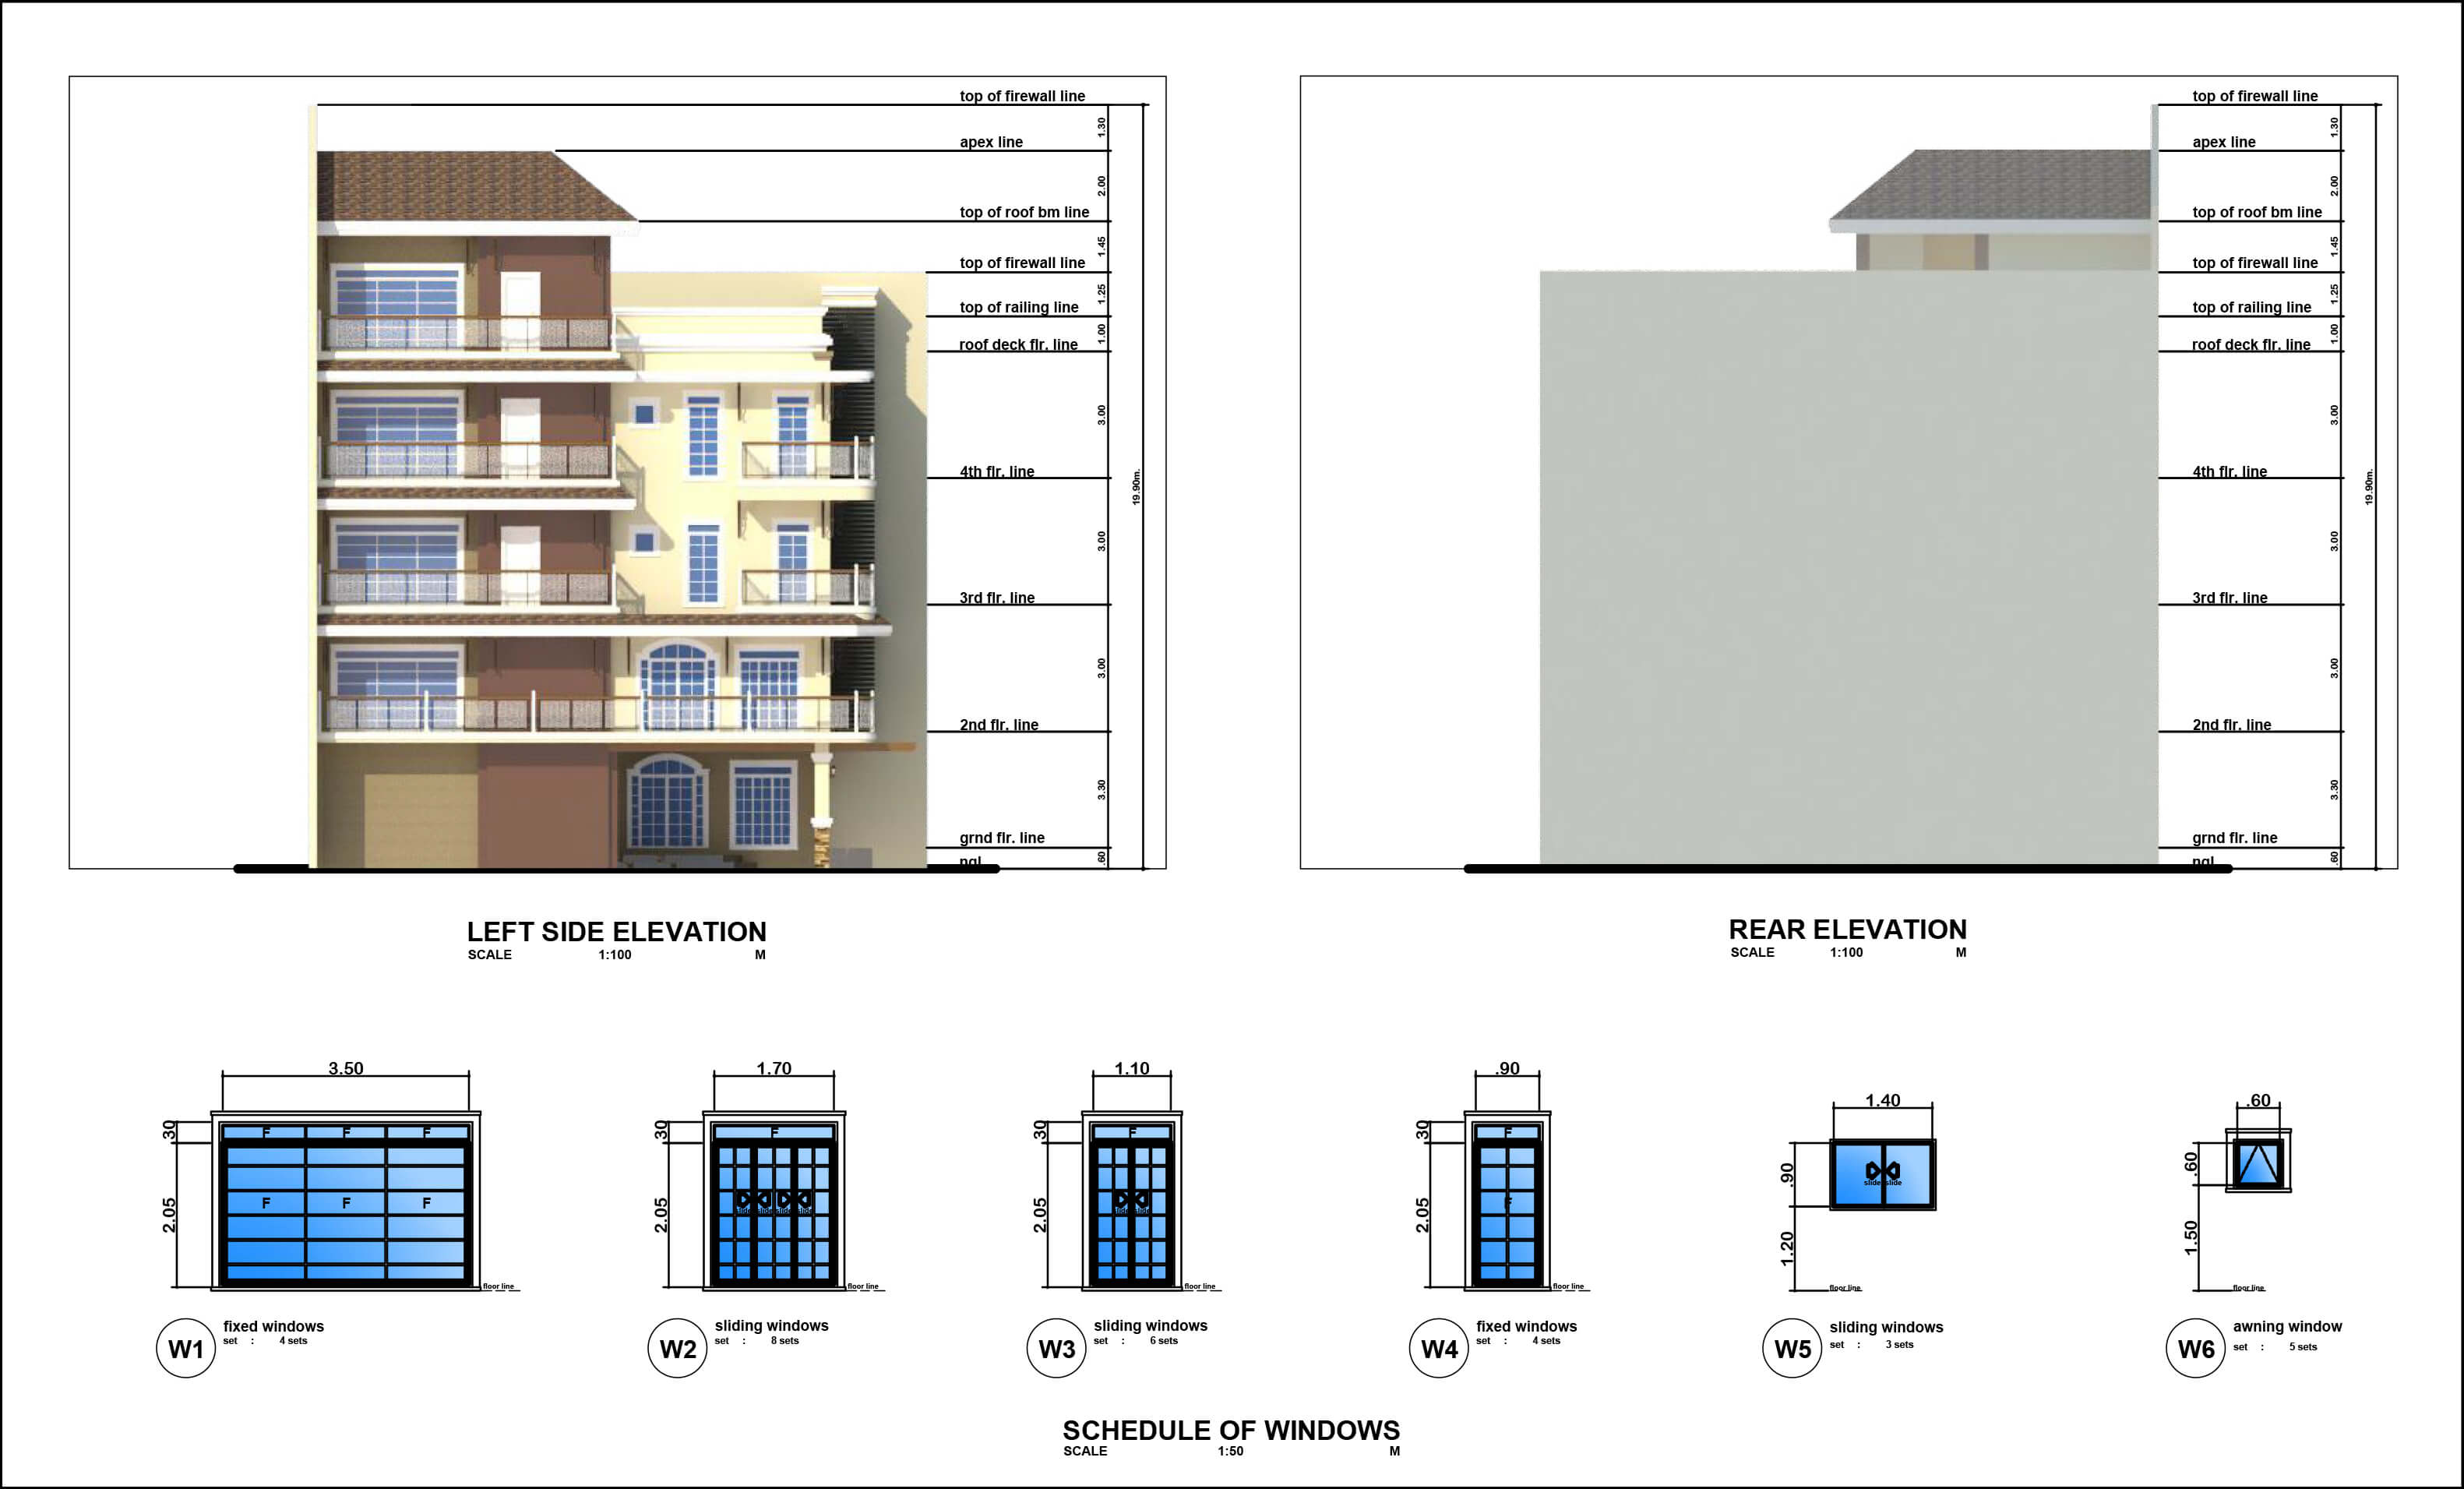 top of firewall line
1.30
apex line
2.00
top of roof bm line
1.45
top of firewall line
1.25
top of railing line
1.00
roof deck flr. line
3.00
4th flr. line
19.90m.
3.00
3rd flr. line
3.00
2nd flr. line
3.30
grnd flr. line
.60
ngl
LEFT SIDE ELEVATION
SCALE 1:100 M
top of firewall line
1.30
apex line
2.00
top of roof bm line
1.45
top of firewall line
1.25
top of railing line
1.00
roof deck flr. line
3.00
4th flr. line
19.90m.
3.00
3rd flr. line
3.00
2nd flr. line
3.30
grnd flr. line
.60
ngl
REAR ELEVATION
SCALE 1:100 M
3.50
30
F F F
2.05
F F F
floor line
W1
fixed windows
set : 4 sets
1.70
30
F
2.05
slide slide slide slide
floor line
W2
sliding windows
set : 8 sets
1.10
30
F
2.05
slide slide
floor line
W3
sliding windows
set : 6 sets
.90
30
F
2.05
F
floor line
W4
fixed windows
set : 4 sets
1.40
.90
slide slide
1.20
floor line
W5
sliding windows
set : 3 sets
.60
.60
1.50
floor line
W6
awning window
set : 5 sets
SCHEDULE OF WINDOWS
SCALE 1:50 M